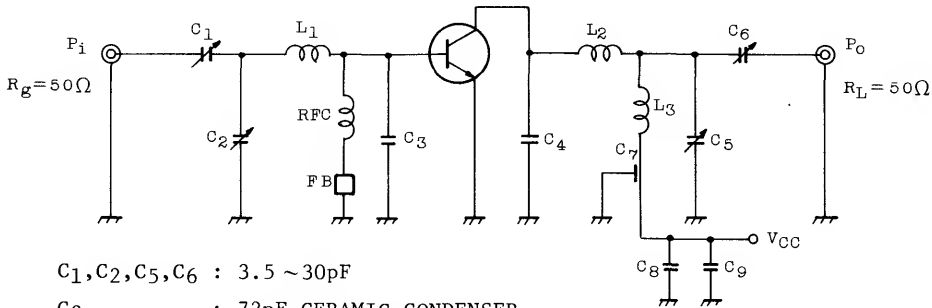 C1
L1
L2
C6
Pi
Po
Rg=50Ω
RL=50Ω
RFC
L3
C2
C3
C4
C7
C5
FB
VCC
C8
C9
C1,C2,C5,C6 : 3.5 ~ 30pF